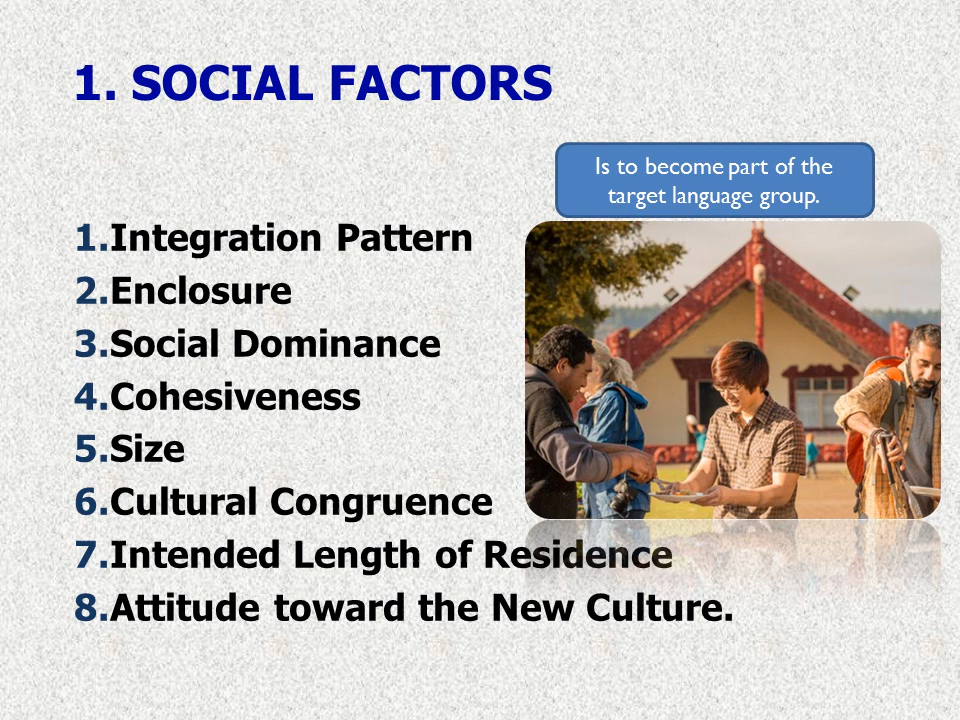 1. SOCIAL FACTORS
Is to become part of the
target language group.
1.Integration Pattern
2.Enclosure
3.Social Dominance
4.Cohesiveness
5.Size
6.Cultural Congruence
7.Intended Length of Residence
8.Attitude toward the New Culture.